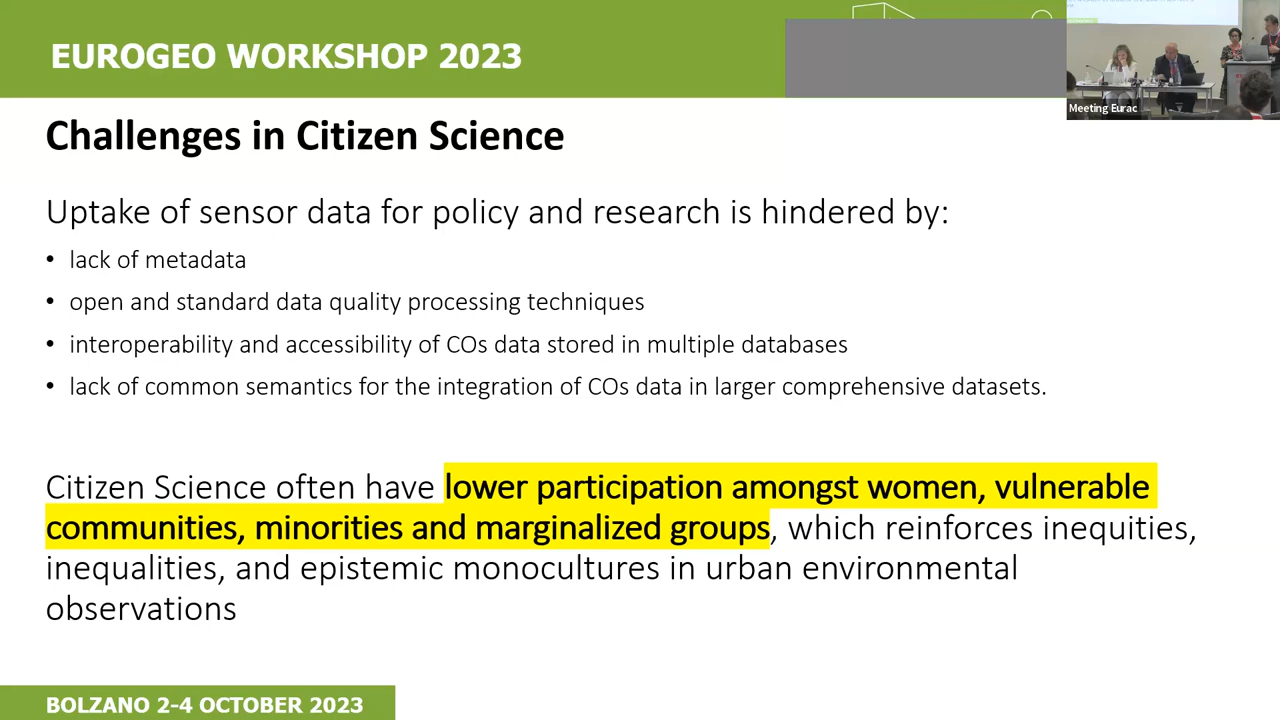 EUROGEO WORKSHOP 2023
Meeting Eurac
Challenges in Citizen Science
Uptake of sensor data for policy and research is hindered by:
• lack of metadata
• open and standard data quality processing techniques
• interoperability and accessibility of COs data stored in multiple databases
• lack of common semantics for the integration of COs data in larger comprehensive datasets.
Citizen Science often have lower participation amongst women, vulnerable
communities, minorities and marginalized groups, which reinforces inequities,
inequalities, and epistemic monocultures in urban environmental
observations
BOLZANO 2-4 OCTOBER 2023